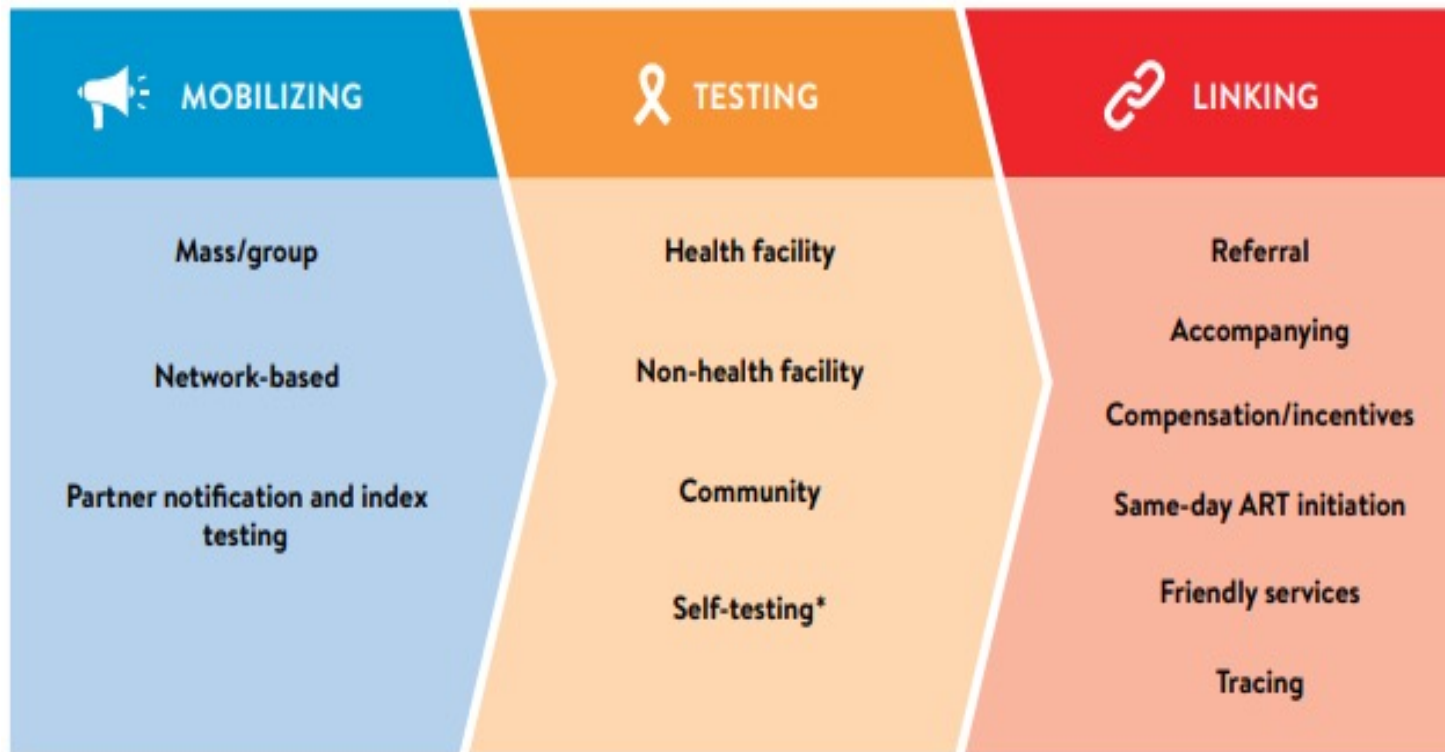 MOBILIZING
Mass/group
Network-based
Partner notification and index
testing
TESTING
Health facility
Non-health facility
Community
Self-testing*
LINKING
Referral
Accompanying
Compensation/incentives
Same-day ART initiation
Friendly services
Tracing